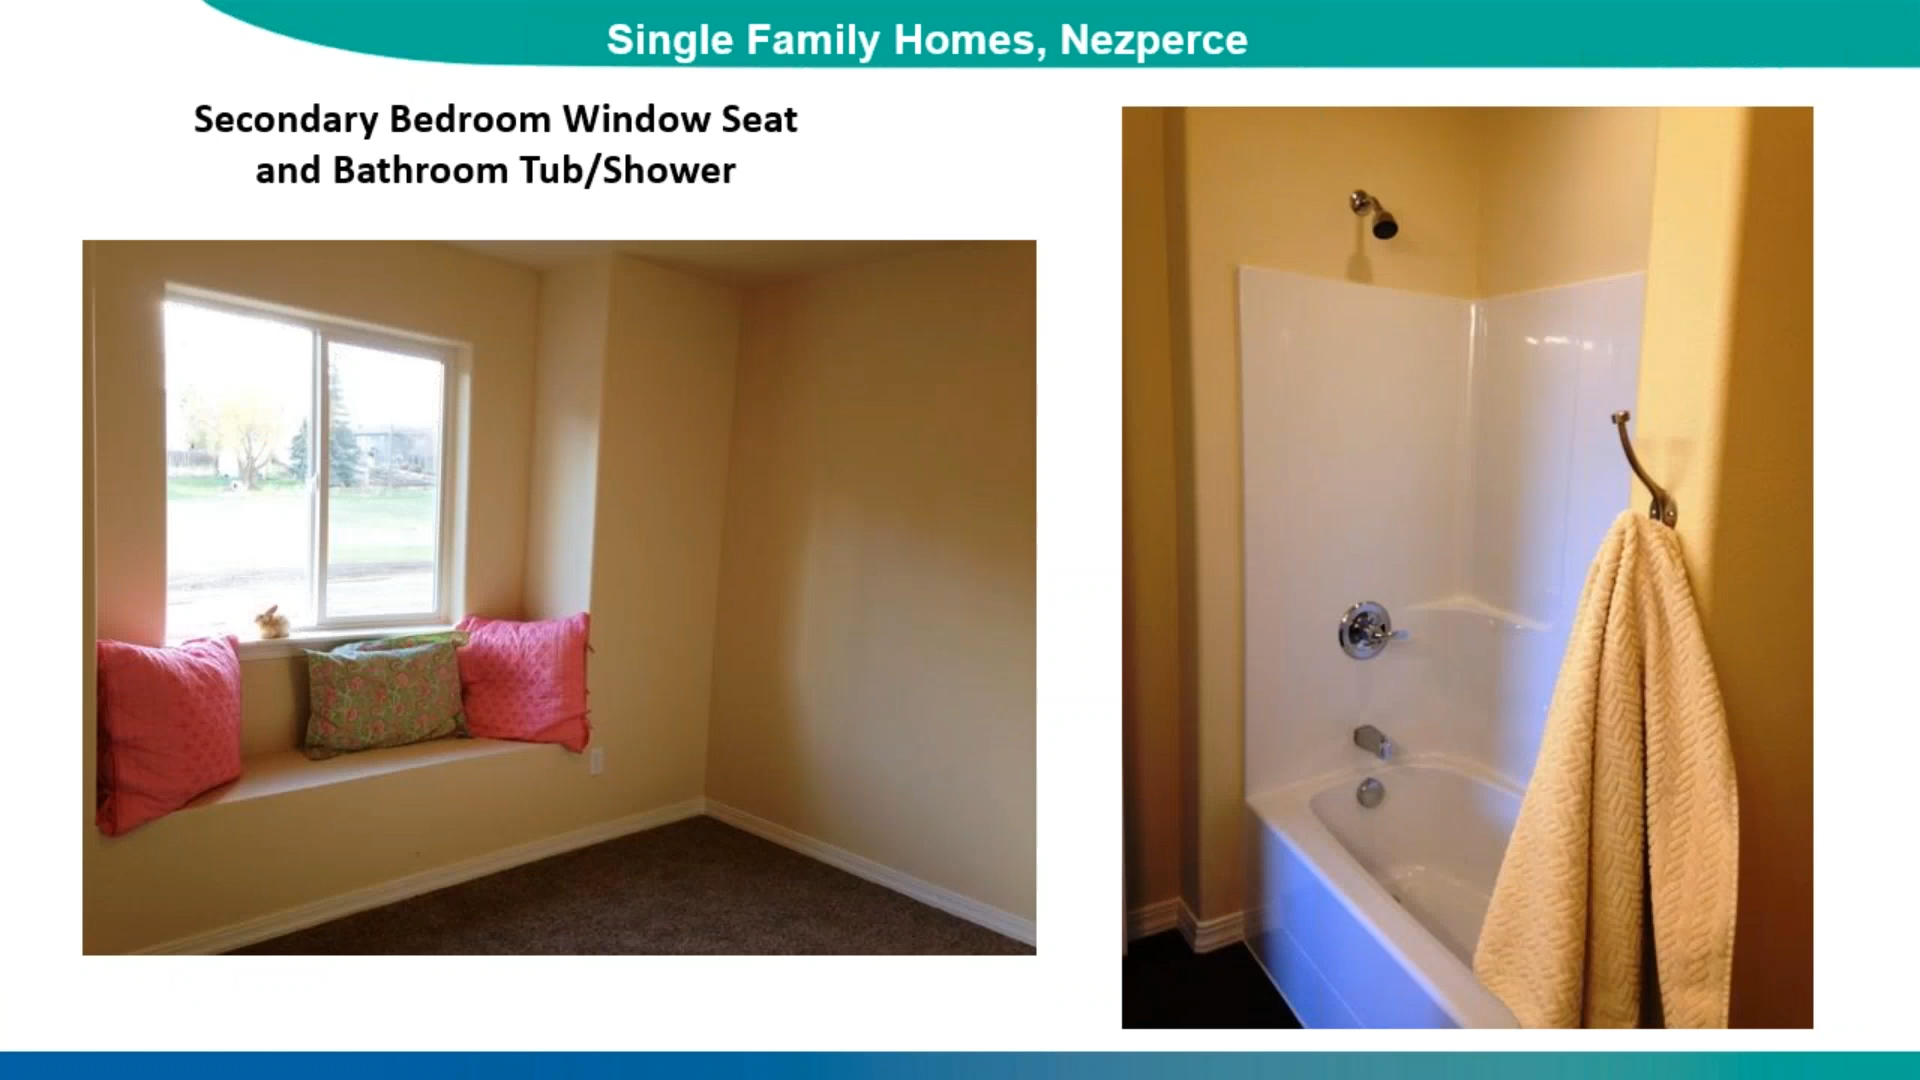 Single Family Homes, Nezperce
Secondary Bedroom Window Seat
and Bathroom Tub/Shower